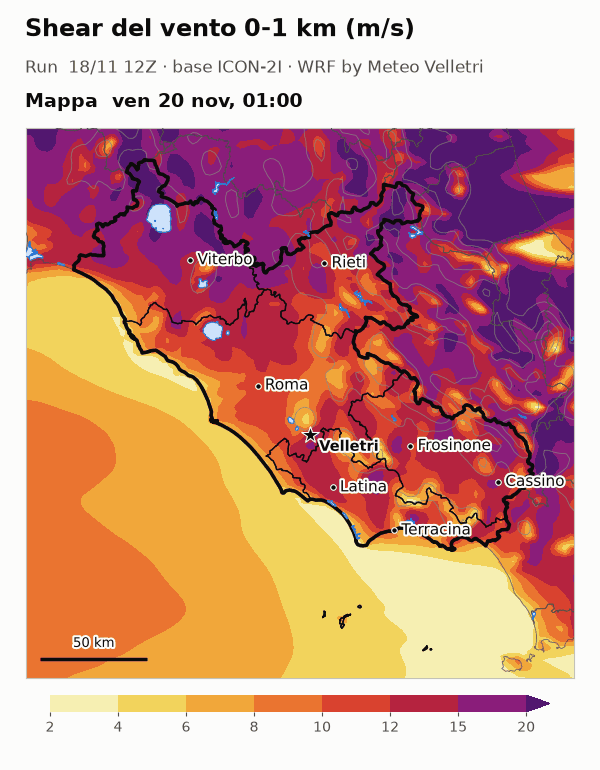 Shear del vento 0-1 km (m/s)
Run  18/11 12Z · base ICON-2I · WRF by Meteo Velletri
Mappa  ven 20 nov, 01:00
Viterbo
Rieti
Roma
Velletri
Frosinone
Latina
Cassino
Terracina
50 km
2 4 6 8 10 12 15 20